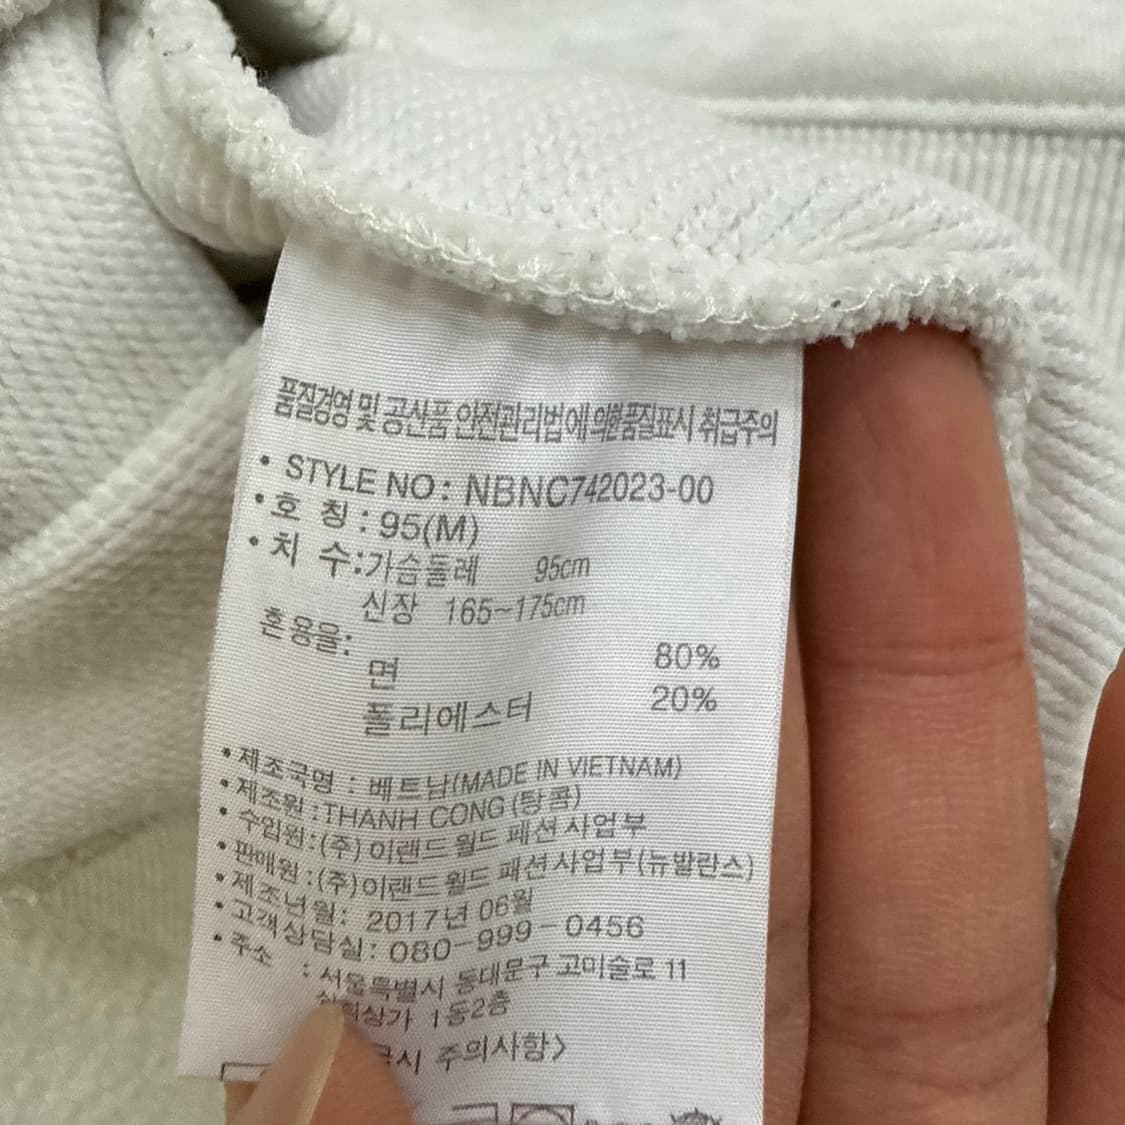 품질경영 및 공산품 안전관리법에 의한 품질표시 취급주의
• STYLE NO : NBNC742023-00
• 호 칭 : 95(M)
• 치 수 : 가슴둘레 95cm
신장 165~175cm
혼용율:
면 80%
폴리에스터 20%
• 제조국명 : 베트남(MADE IN VIETNAM)
• 제조원 : THANH CONG (탕콤)
• 수입원 : (주) 이랜드 월드 패션 사업부
• 판매원 : (주)이랜드 월드 패션 사업부 (뉴발란스)
• 제조년월: 2017년 06월
• 고객상담실: 080-999-0456
• 주소 : 서울특별시 동대문구 고미술로 11
상가 1동2층
주의사항>